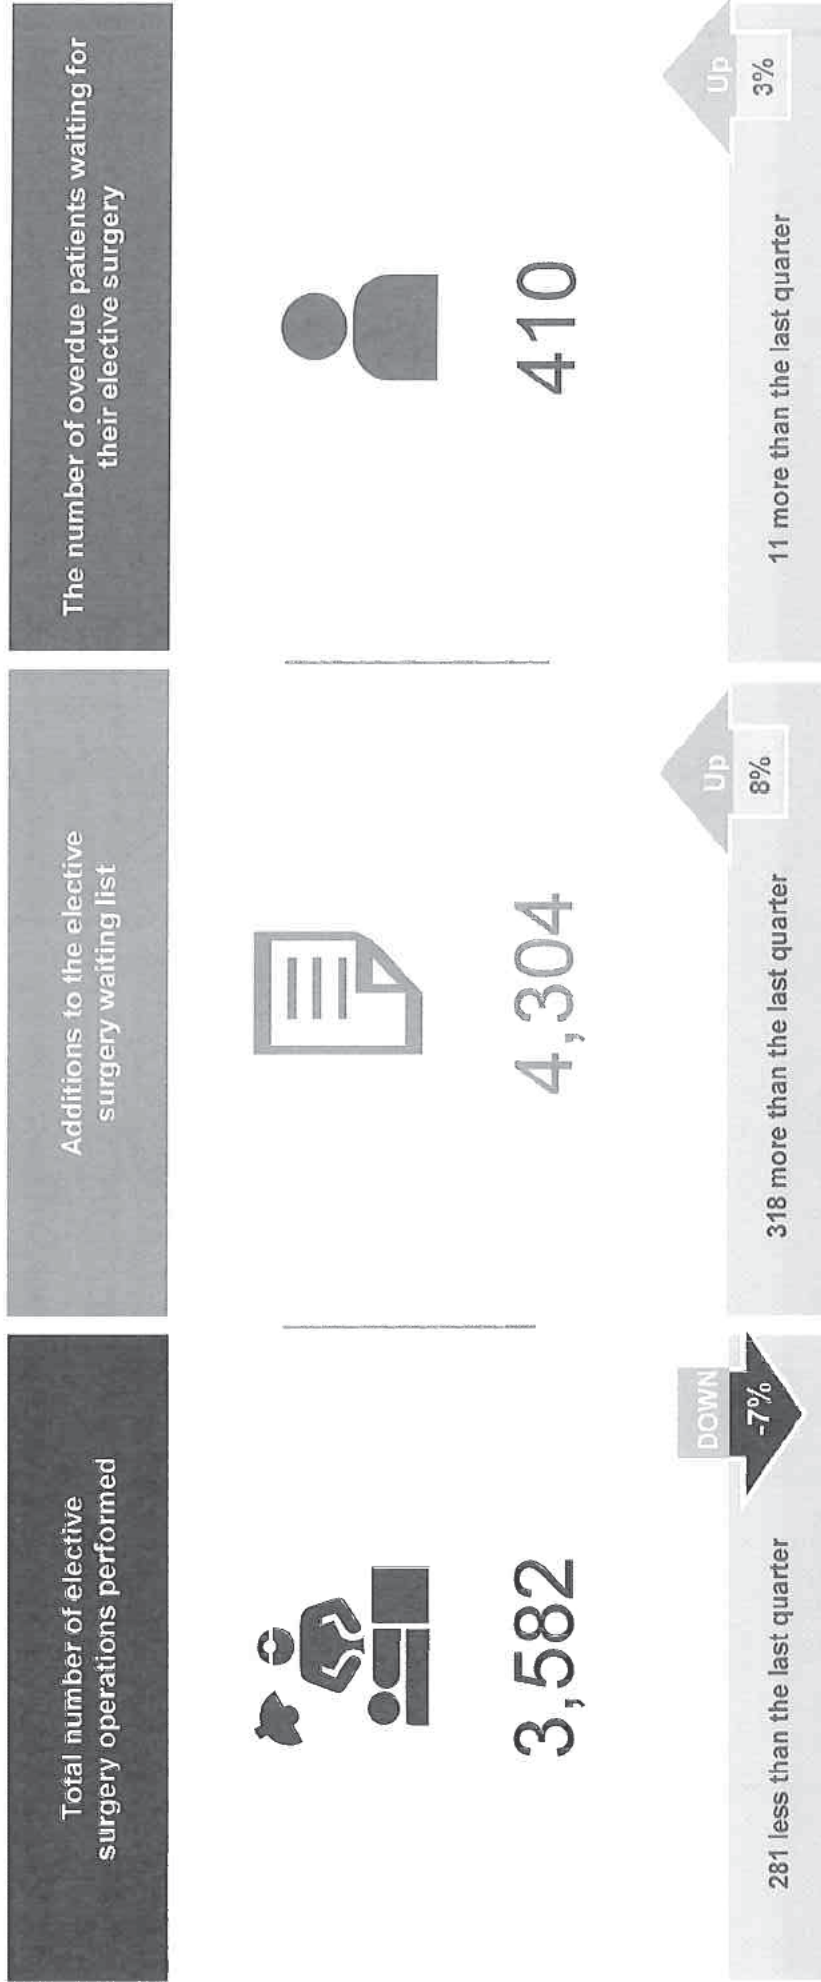 Total number of elective
surgery operations performed
3,582
DOWN
-7%
281 less than the last quarter
Additions to the elective
surgery waiting list
4,304
Up
8%
318 more than the last quarter
The number of overdue patients waiting for
their elective surgery
410
Up
3%
11 more than the last quarter